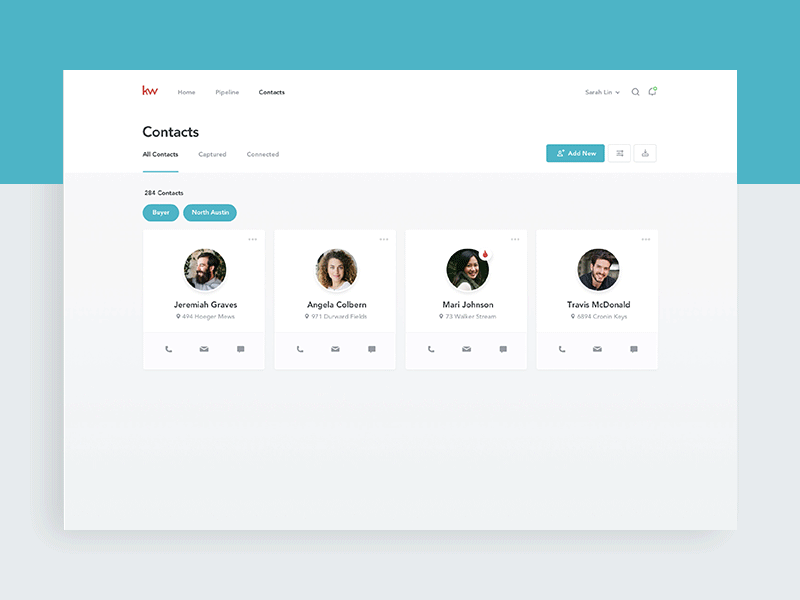 kw Home Pipeline Contacts Sarah Lin
Contacts
All Contacts Captured Connected Add New
284 Contacts
Buyer North Austin
Jeremiah Graves Angela Colbern Mari Johnson Travis McDonald
494 Hoeger Mews 971 Durward Fields 73 Walker Stream 6894 Cronin Keys